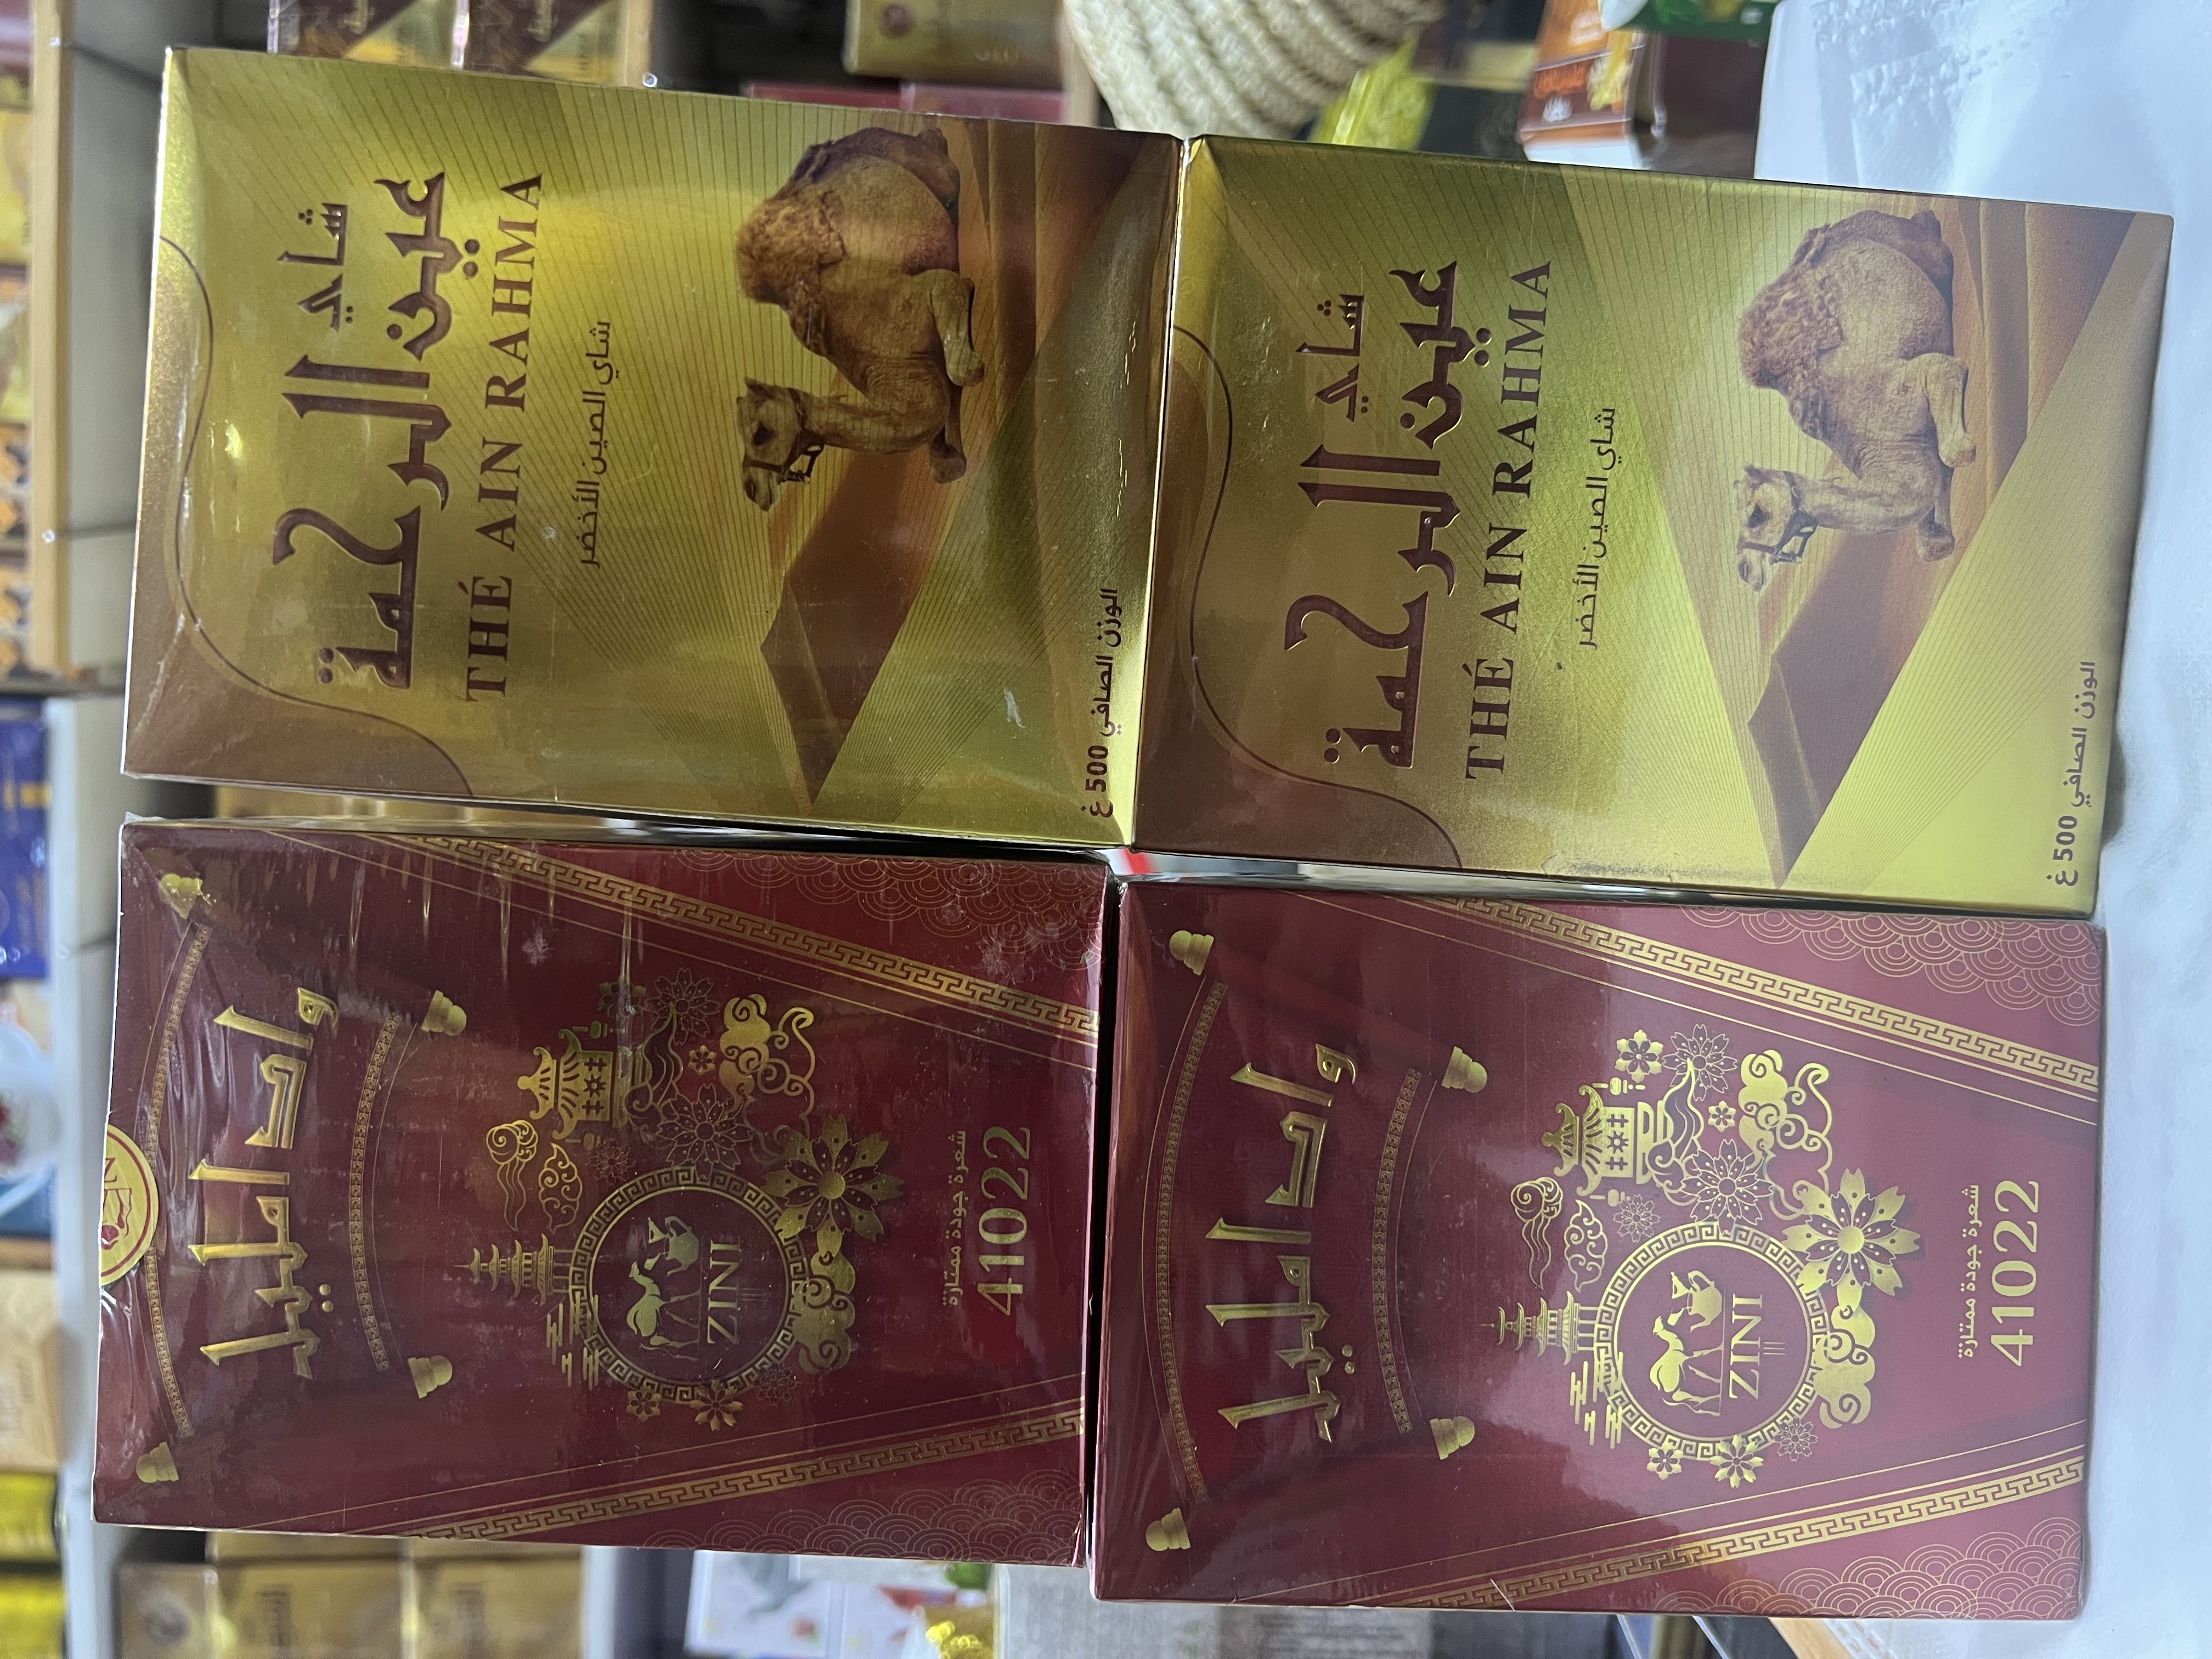 ZINI
شعرة جودة ممتازة
41022
شاي
عين الرحمة
THÉ AIN RAHMA
شاي الصين الأخضر
الوزن الصافي 500 غ
ZINI
شعرة جودة ممتازة
41022
شاي
عين الرحمة
THÉ AIN RAHMA
شاي الصين الأخضر
الوزن الصافي 500 غ